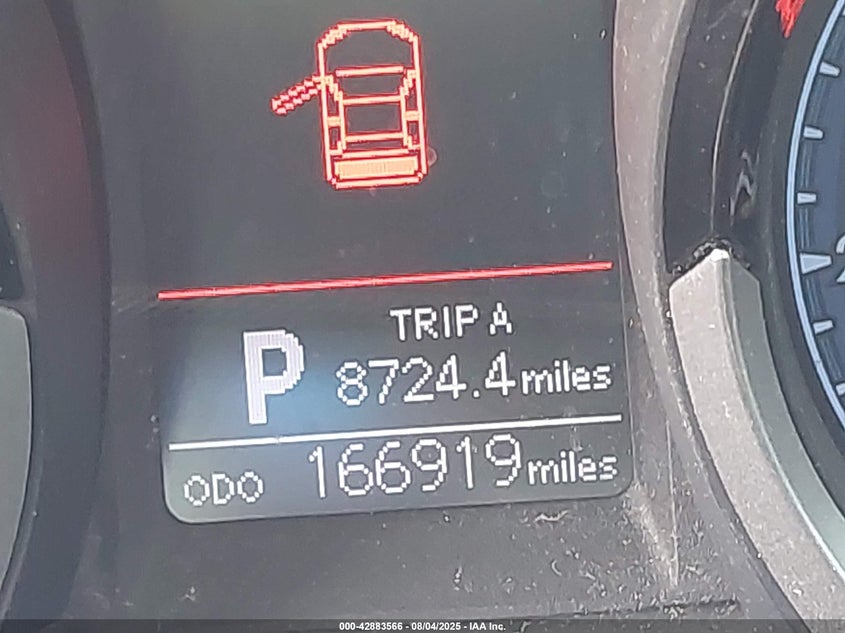 TRIP A
P 8724.4 miles
ODO 166919 miles
000-42883566 - 08/04/2025 - IAA Inc.